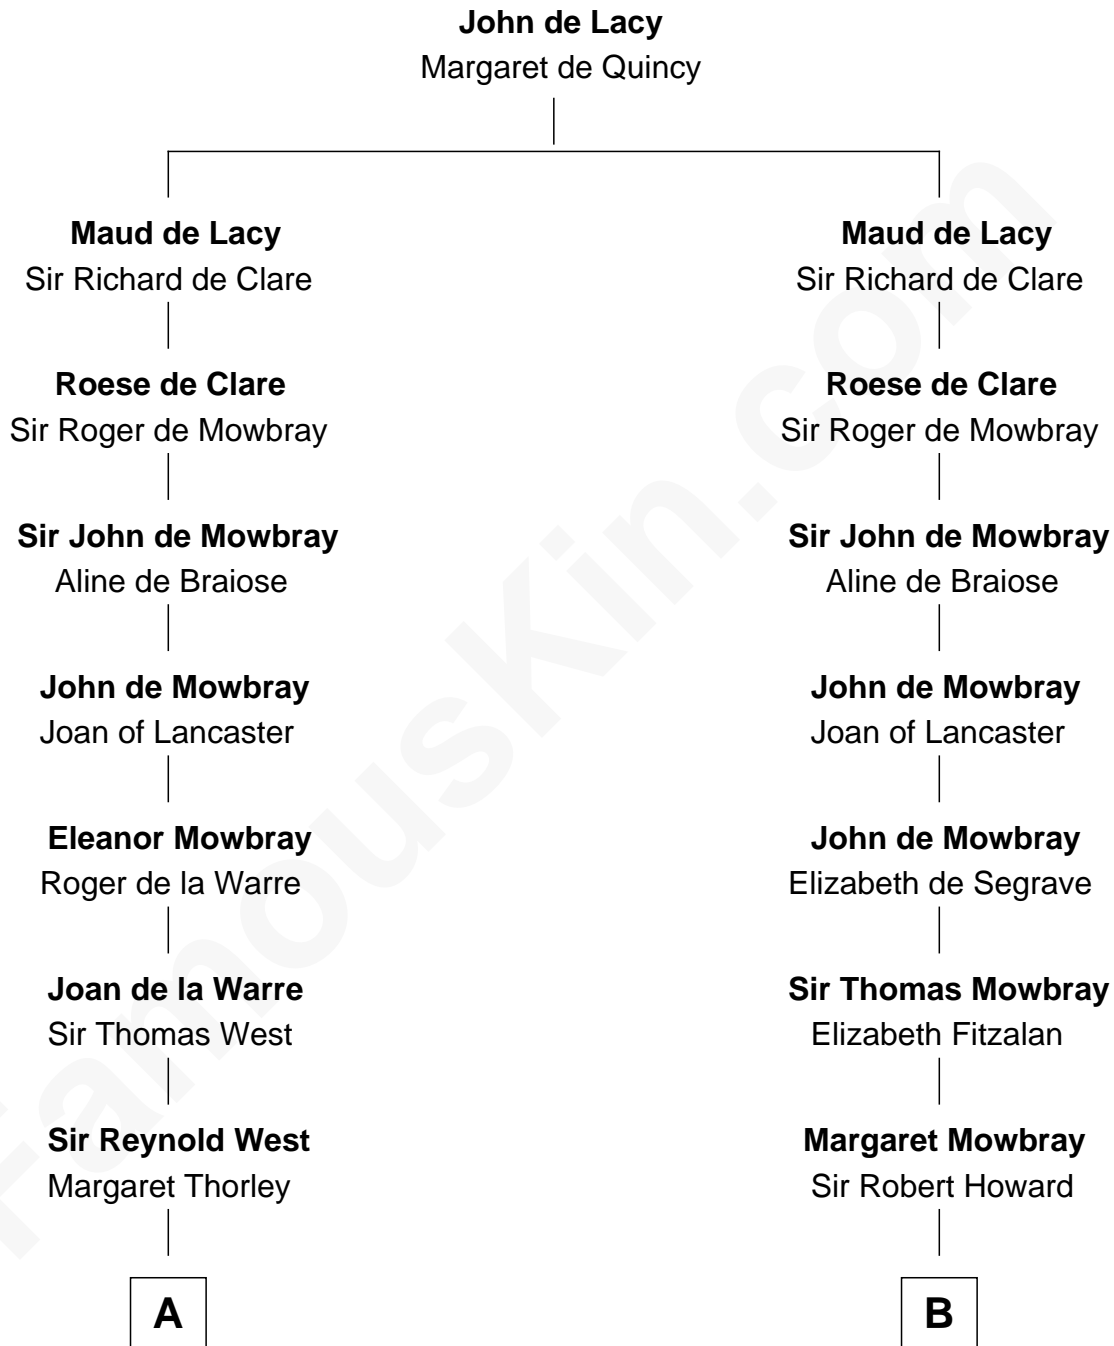 John de Lacy
Margaret de Quincy
Maud de Lacy
Sir Richard de Clare
Maud de Lacy
Sir Richard de Clare
Roese de Clare
Sir Roger de Mowbray
Roese de Clare
Sir Roger de Mowbray
Sir John de Mowbray
Aline de Braiose
Sir John de Mowbray
Aline de Braiose
John de Mowbray
Joan of Lancaster
John de Mowbray
Joan of Lancaster
Eleanor Mowbray
Roger de la Warre
John de Mowbray
Elizabeth de Segrave
Joan de la Warre
Sir Thomas West
Sir Thomas Mowbray
Elizabeth Fitzalan
Sir Reynold West
Margaret Thorley
Margaret Mowbray
Sir Robert Howard
A
B
FamousKin.com